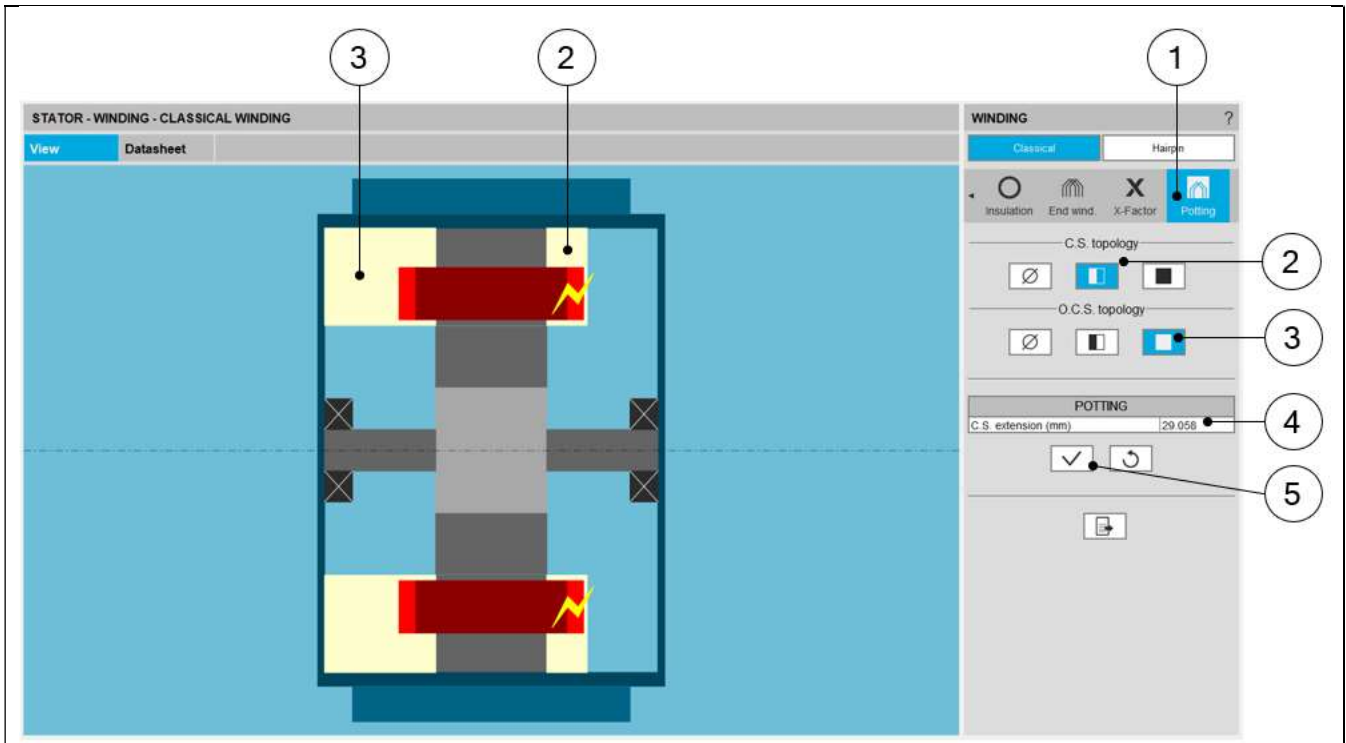 3
2
1
STATOR - WINDING - CLASSICAL WINDING
WINDING ?
View Datasheet
Classical Hairpin
Insulation End wind. X-Factor Potting
C.S. topology
2
O.C.S. topology
3
POTTING
C.S. extension (mm) 29.058
4
5